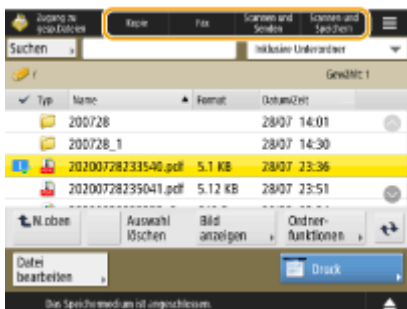 Zugang zu gesp.Dateien
Kopie
Fax
Scannen und Senden
Scannen und Speichern
Suchen
Inklusive Unterordner
/
Gewählt: 1
Typ Name Format Datum/Zeit
200728 28/07 14:01
200728_1 28/07 14:30
1 20200728233540.pdf 5.1 KB 28/07 23:36
20200728235041.pdf 5.12 KB 28/07 23:51
N.oben
Auswahl löschen
Bild anzeigen
Ordner-funktionen
Datei bearbeiten
Druck
Das Speichermedium ist angeschlossen.